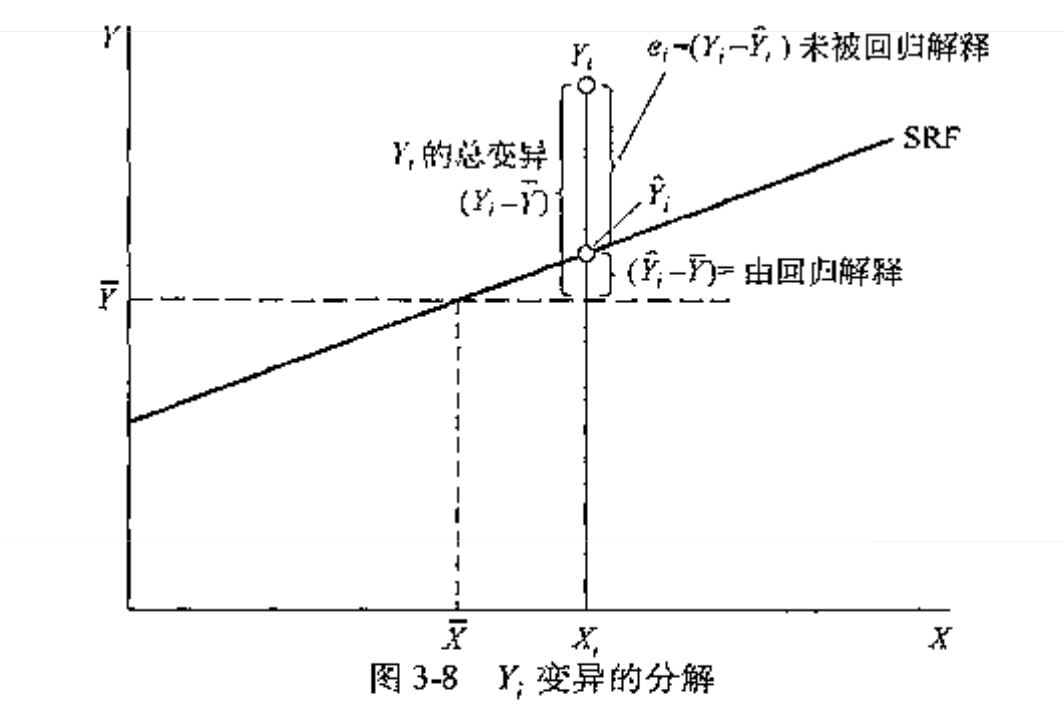 Y
Yᵢ
eᵢ=(Yᵢ−Ŷᵢ) 未被回归解释
SRF
Yᵢ的总变异
(Yᵢ−Y̅)
Ŷᵢ
(Ŷᵢ−Y̅)= 由回归解释
Y̅
X̅
Xᵢ
X
图 3-8 Yᵢ 变异的分解